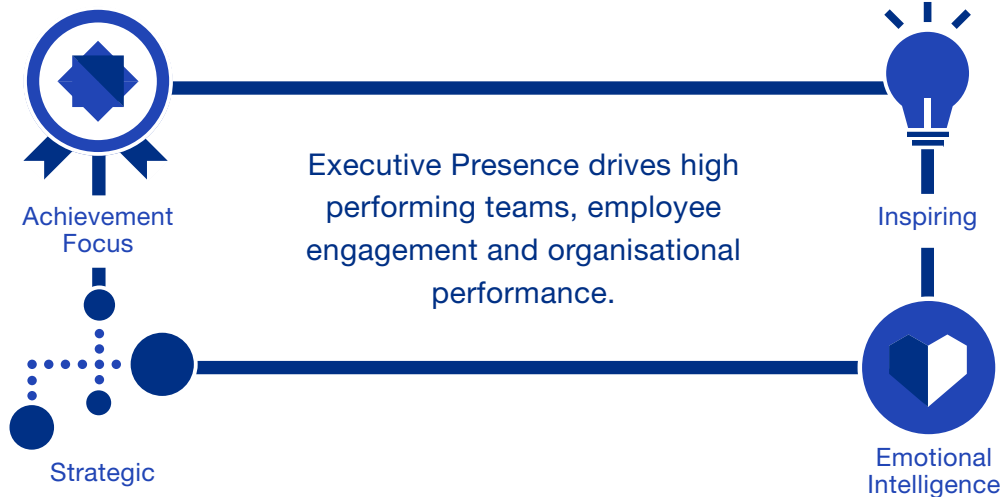 Executive Presence drives high
performing teams, employee
engagement and organisational
performance.
Achievement
Focus
Inspiring
Strategic
Emotional
Intelligence